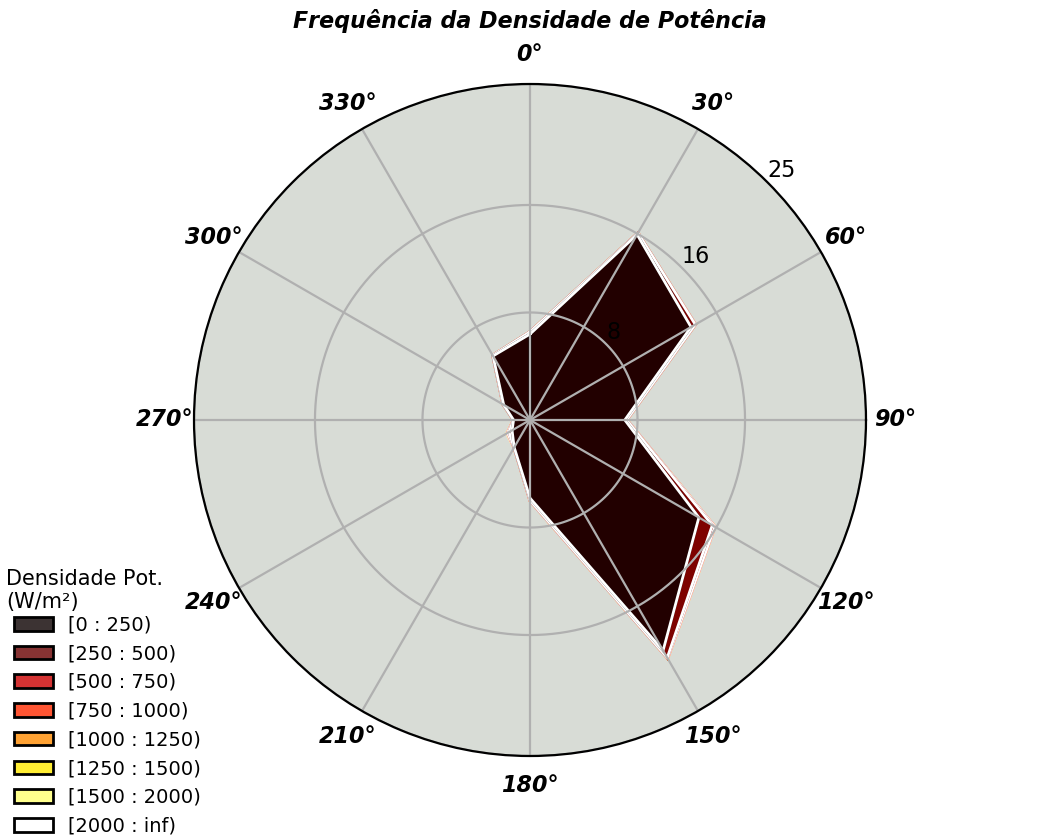 Frequência da Densidade de Potência
0°
330°
30°
25
300°
60°
16
8
270°
90°
Densidade Pot.
(W/m²)
240°
120°
[0 : 250)
[250 : 500)
[500 : 750)
[750 : 1000)
210°
150°
[1000 : 1250)
[1250 : 1500)
180°
[1500 : 2000)
[2000 : inf)